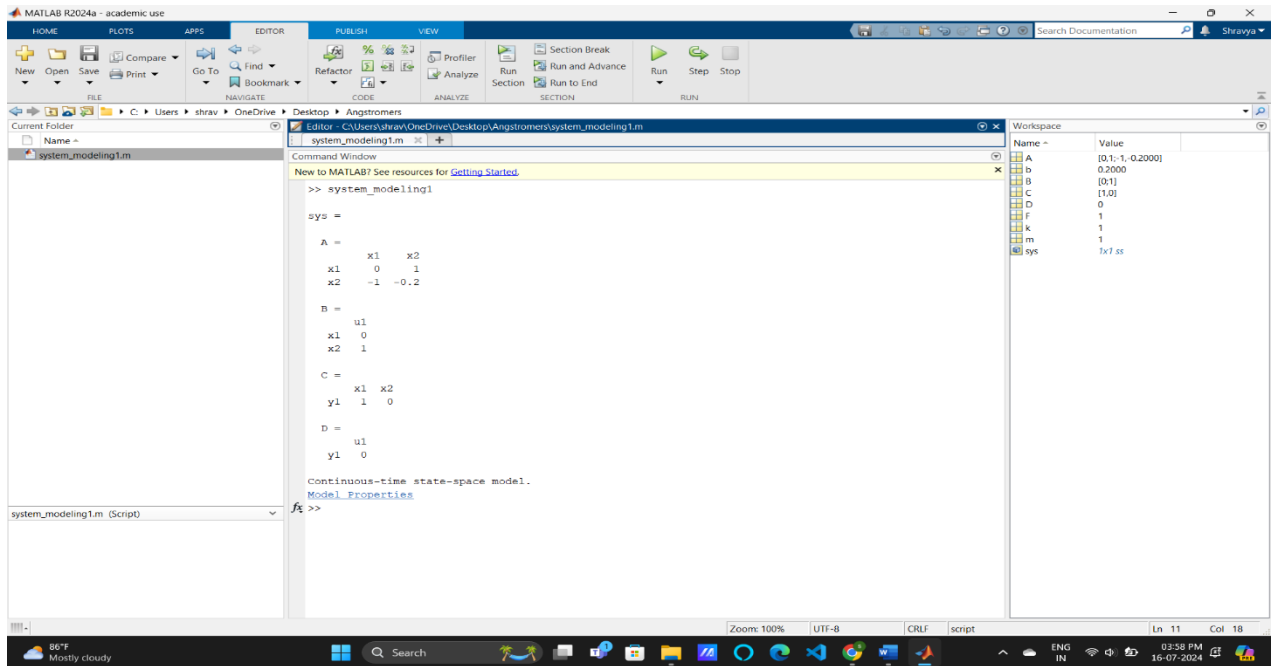 MATLAB R2024a - academic use
HOME PLOTS APPS EDITOR PUBLISH VIEW Search Documentation Shravya
New Open Save Compare Print Go To Find Bookmark Refactor Profiler Analyze Run Section Section Break Run and Advance Run to End Run Step Stop
FILE NAVIGATE CODE ANALYZE SECTION RUN
C: Users shrav OneDrive Desktop Angstromers
Current Folder
Name
system_modeling1.m
Editor - C:\Users\shrav\OneDrive\Desktop\Angstromers\system_modeling1.m
system_modeling1.m
Command Window
New to MATLAB? See resources for Getting Started.
>> system_modeling1
sys =
A =
x1 x2
x1 0 1
x2 -1 -0.2
B =
u1
x1 0
x2 1
C =
x1 x2
y1 1 0
D =
u1
y1 0
Continuous-time state-space model.
Model Properties
fx >>
Workspace
Name Value
A [0,1;-1,-0.2000]
b 0.2000
B [0;1]
C [1,0]
D 0
F 1
k 1
m 1
sys 1x1 ss
system_modeling1.m (Script)
Zoom: 100% UTF-8 CRLF script Ln 11 Col 18
86°F
Mostly cloudy
Search
ENG
IN
03:58 PM
16-07-2024